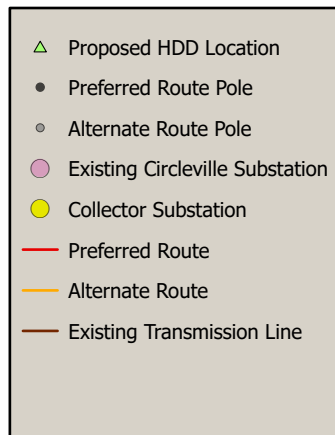 Proposed HDD Location
Preferred Route Pole
Alternate Route Pole
Existing Circleville Substation
Collector Substation
Preferred Route
Alternate Route
Existing Transmission Line